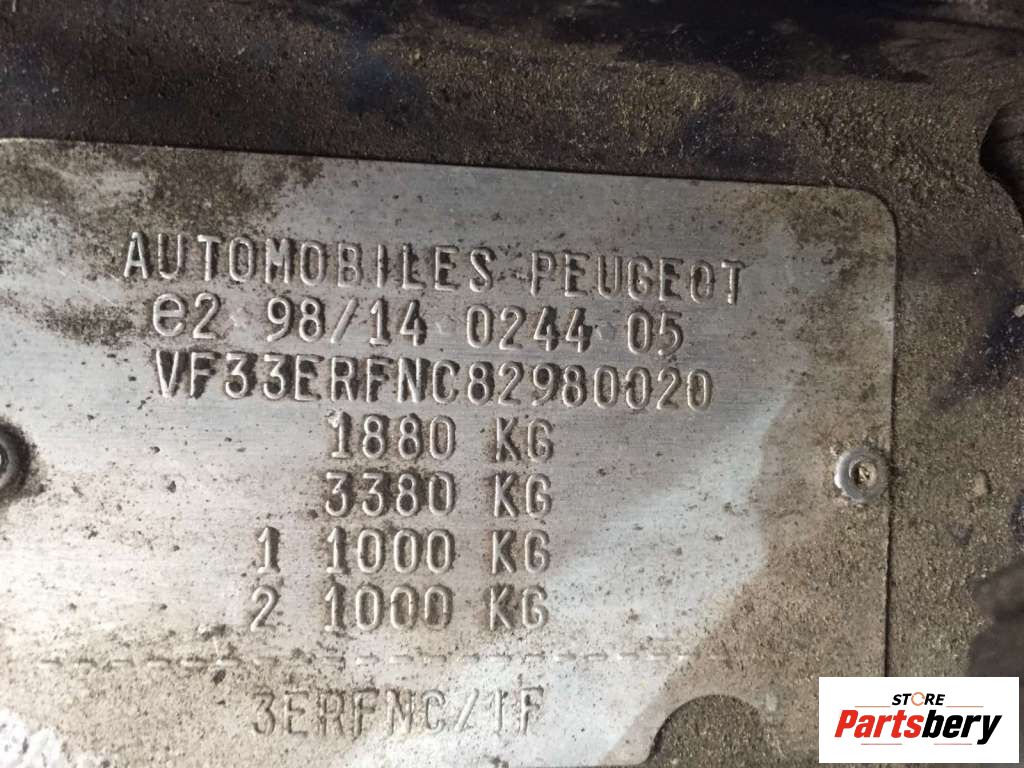 AUTOMOBILES PEUGEOT
e2 98/14 0244 05
VF33ERFNC82980020
1880 KG
3380 KG
1 1000 KG
2 1000 KG
3ERFNC/1F
STORE
Partsbery